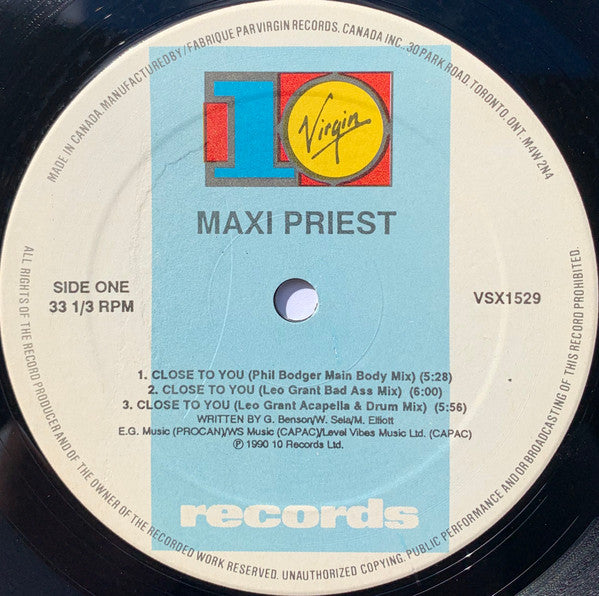 MADE IN CANADA. MANUFACTURED BY / FABRIQUE PAR VIRGIN RECORDS, CANADA INC. 30 PARK ROAD, TORONTO, ONT. M4W 2N4
10
Virgin
MAXI PRIEST
SIDE ONE
33 1/3 RPM
VSX1529
1. CLOSE TO YOU (Phil Bodger Main Body Mix) (5:28)
2. CLOSE TO YOU (Leo Grant Bad Ass Mix) (6:00)
3. CLOSE TO YOU (Leo Grant Acapella & Drum Mix) (5:56)
WRITTEN BY G. Benson/W. Sela/M. Elliott
E.G. Music (PROCAN)/WS Music (CAPAC)/Level Vibes Music Ltd. (CAPAC)
Ⓟ 1990 10 Records Ltd.
records
ALL RIGHTS OF THE RECORD PRODUCER AND OF THE OWNER OF THE RECORDED WORK RESERVED. UNAUTHORIZED COPYING, PUBLIC PERFORMANCE AND/OR BROADCASTING OF THIS RECORD PROHIBITED.